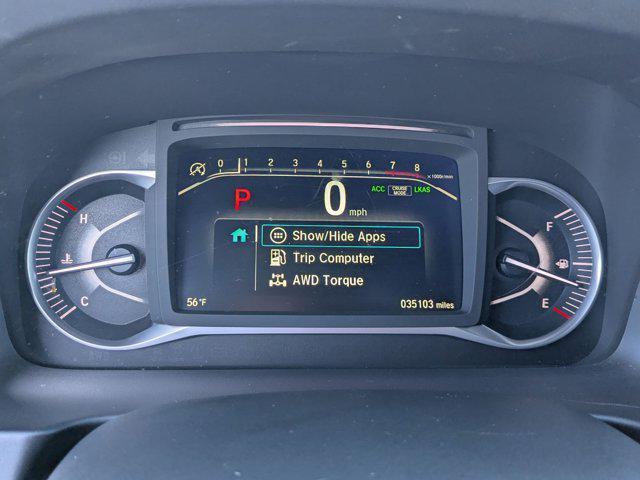 0 1 2 3 4 5 6 7 8 ×1000r/min
P 0 mph ACC CRUISE MODE LKAS
H
C
Show/Hide Apps
Trip Computer
AWD Torque
56°F
035103 miles
F
E